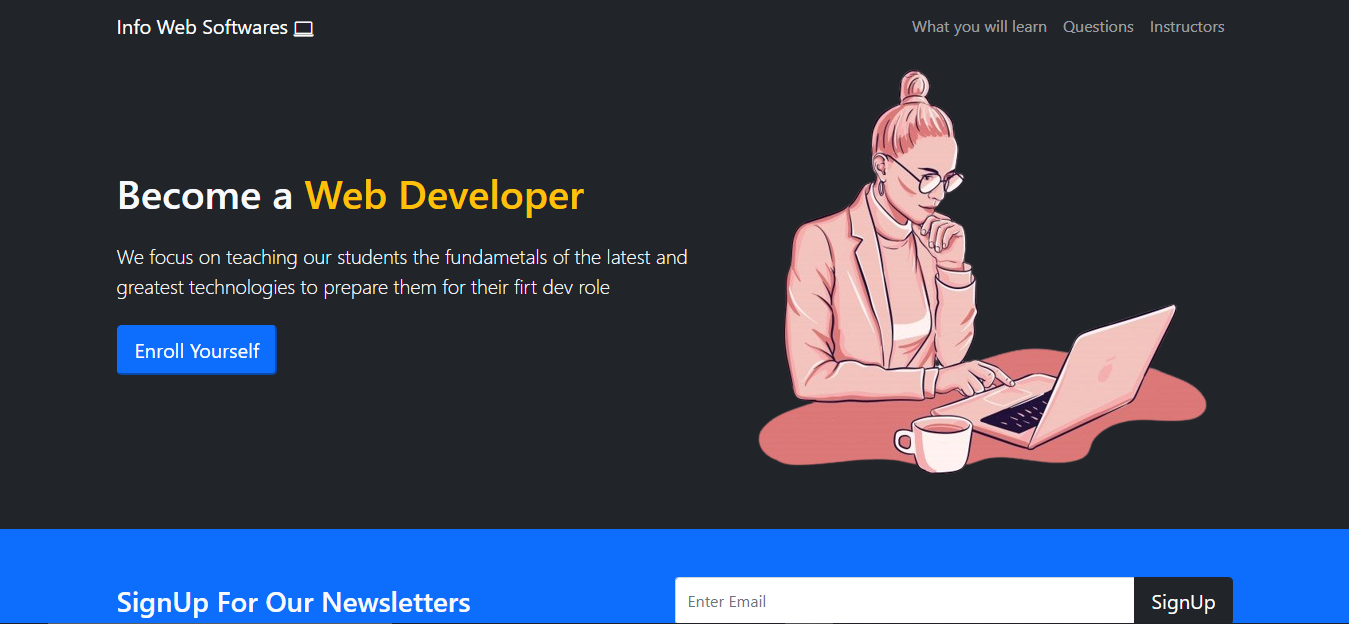 Info Web Softwares
What you will learn Questions Instructors
Become a Web Developer
We focus on teaching our students the fundametals of the latest and
greatest technologies to prepare them for their firt dev role
Enroll Yourself
SignUp For Our Newsletters
Enter Email
SignUp